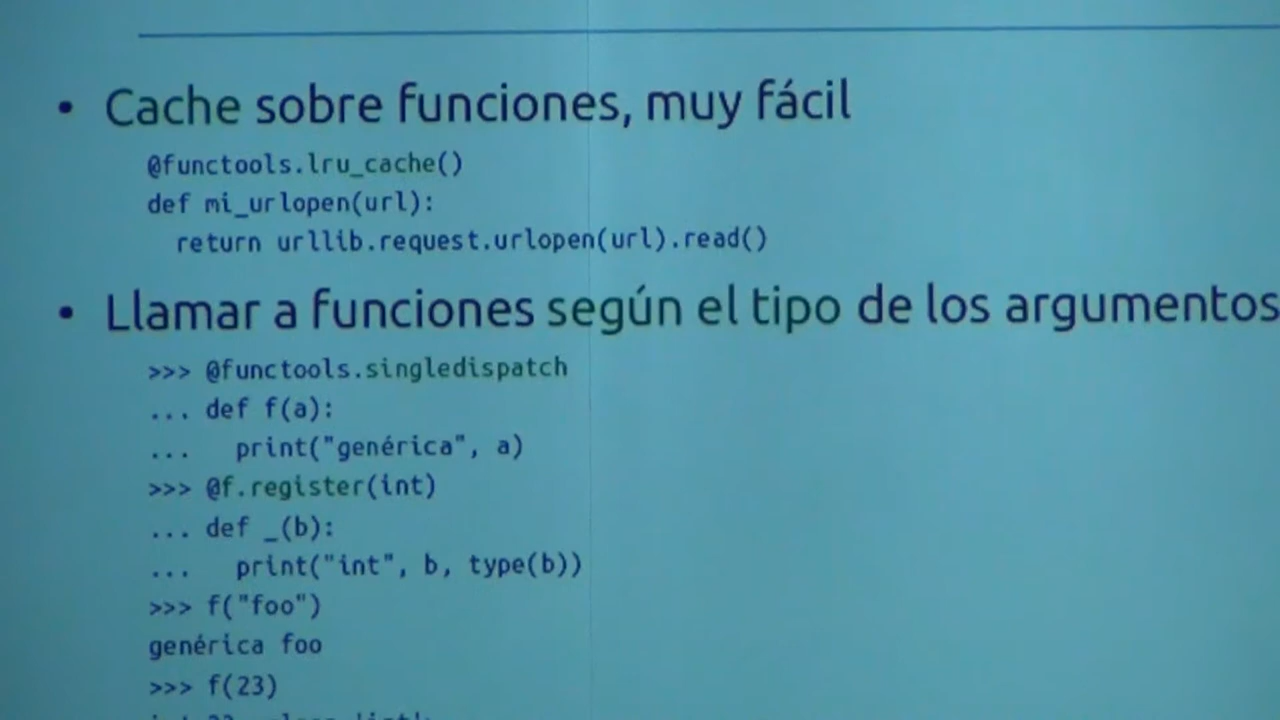 • Cache sobre funciones, muy fácil
@functools.lru_cache()
def mi_urlopen(url):
  return urllib.request.urlopen(url).read()
• Llamar a funciones según el tipo de los argumentos
>>> @functools.singledispatch
... def f(a):
...   print("genérica", a)
>>> @f.register(int)
... def _(b):
...   print("int", b, type(b))
>>> f("foo")
genérica foo
>>> f(23)